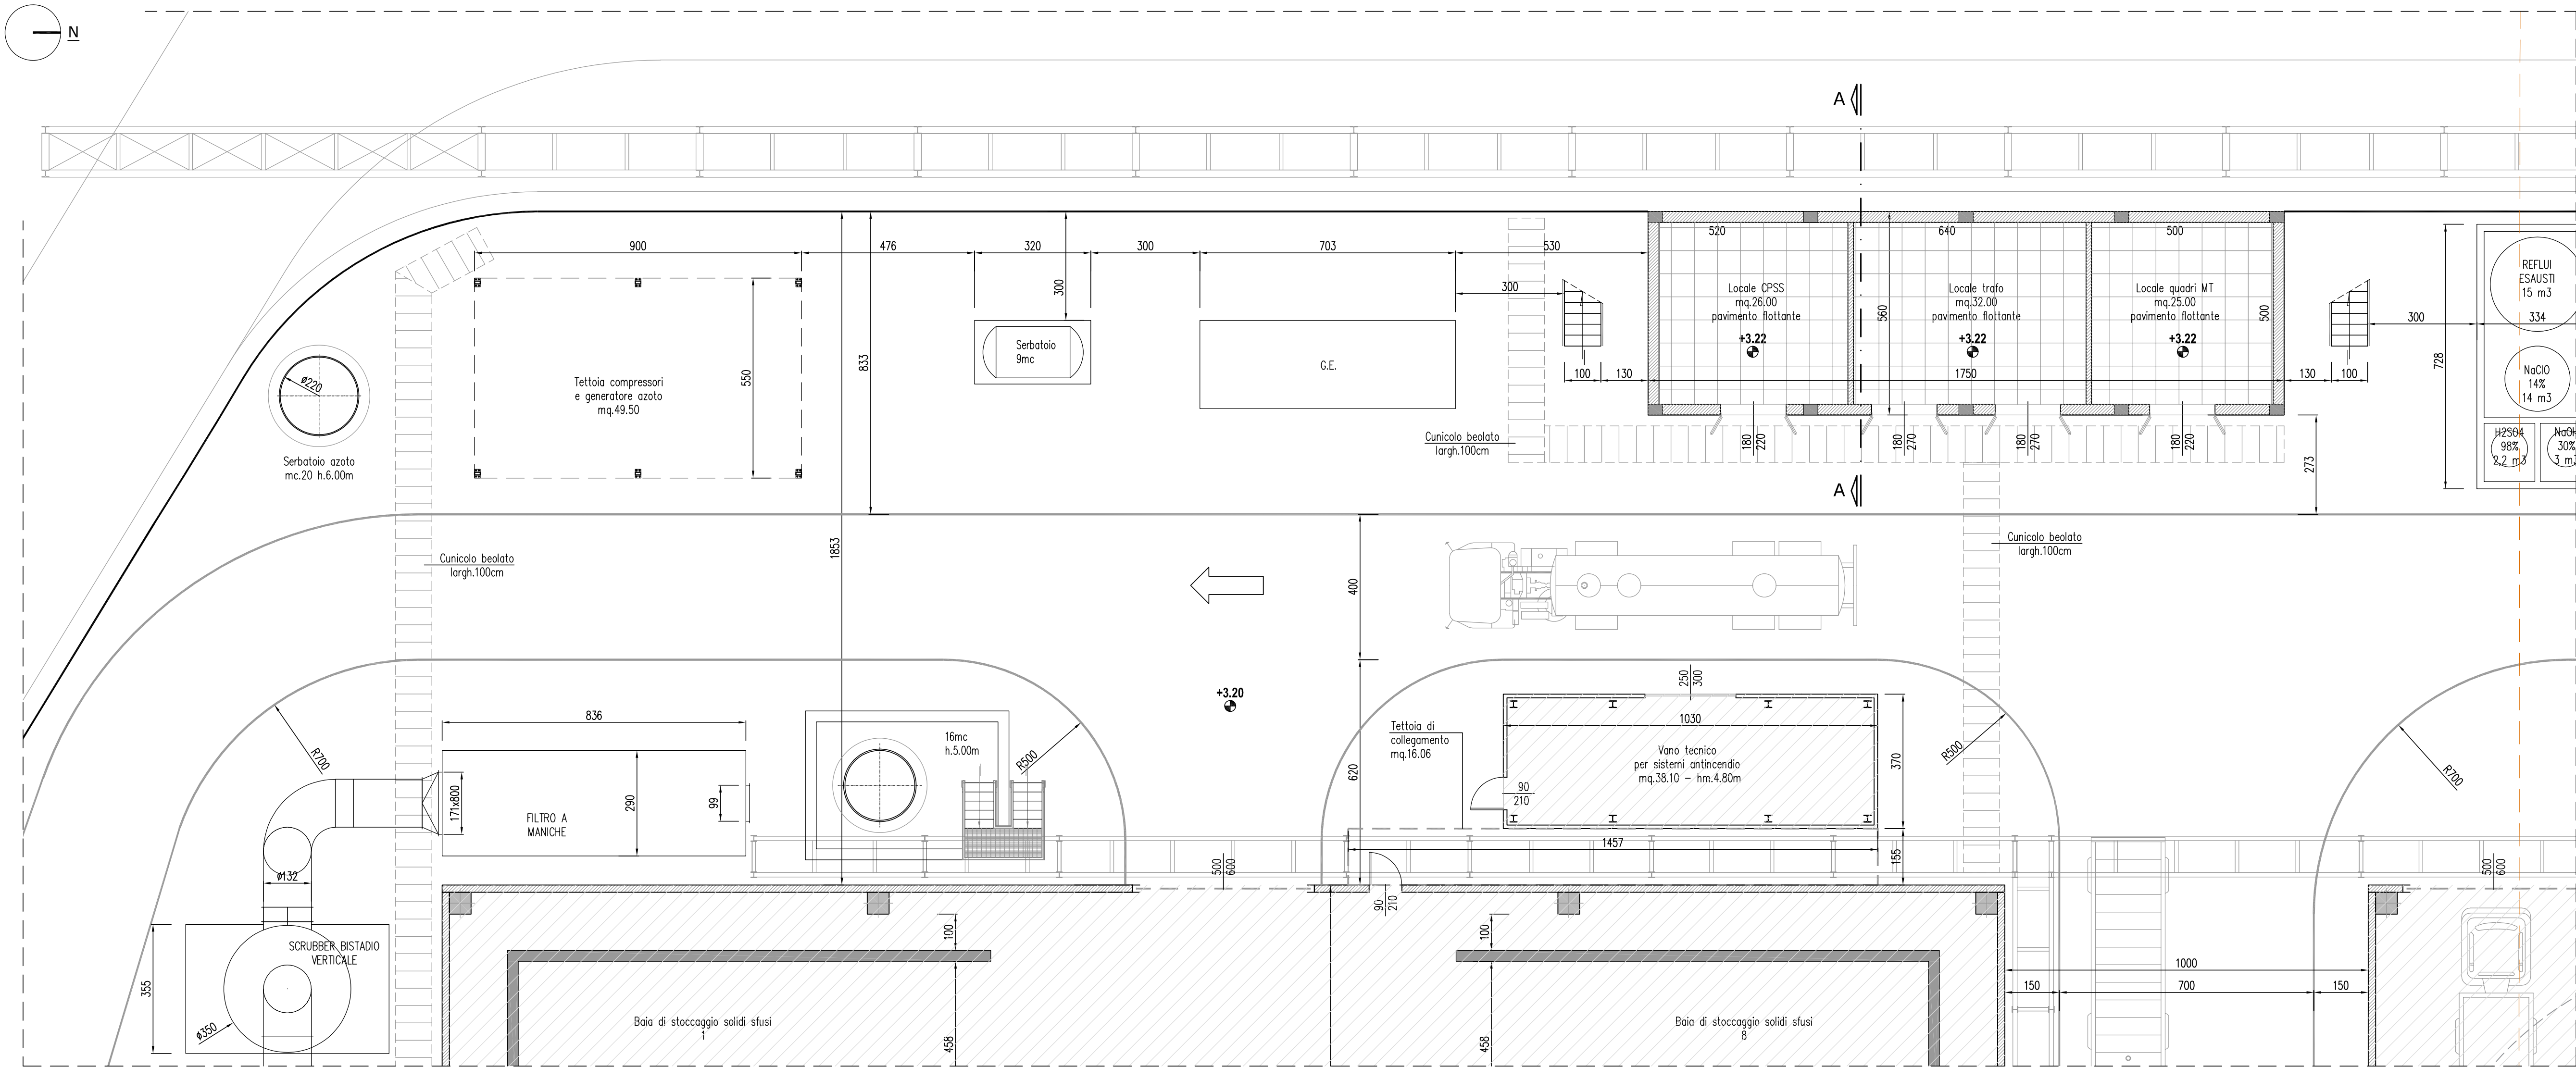 N
A
900
476
320
300
703
530
300
833
300
550
1853
520
640
500
Locale CPSS
mq.26.00
pavimento flottante
+3.22
Locale trafo
mq.32.00
pavimento flottante
+3.22
Locale quadri MT
mq.25.00
pavimento flottante
+3.22
560
500
1750
100
130
130
100
300
334
728
REFLUI
ESAUSTI
15 m3
NaClO
14%
14 m3
H2SO4
98%
2,2 m3
30%
Serbatoio
9mc
G.E.
Tettoia compressori
e generatore azoto
mq.49.50
ø220
Serbatoio azoto
mc.20 h.6.00m
Cunicolo beolato
largh.100cm
180
220
180
270
180
270
180
220
273
A
Cunicolo beolato
largh.100cm
Cunicolo beolato
largh.100cm
400
620
+3.20
R700
836
290
99
171x800
FILTRO A
MANICHE
16mc
h.5.00m
R500
Tettoia di
collegamento
mq.16.06
250
300
1030
Vano tecnico
per sistemi antincendio
mq.38.10 - hm.4.80m
90
210
370
155
1457
R500
R700
500
600
90
210
500
600
ø132
SCRUBBER BISTADIO
VERTICALE
355
ø350
100
458
100
458
Baia di stoccaggio solidi sfusi
1
Baia di stoccaggio solidi sfusi
8
1000
150
700
150